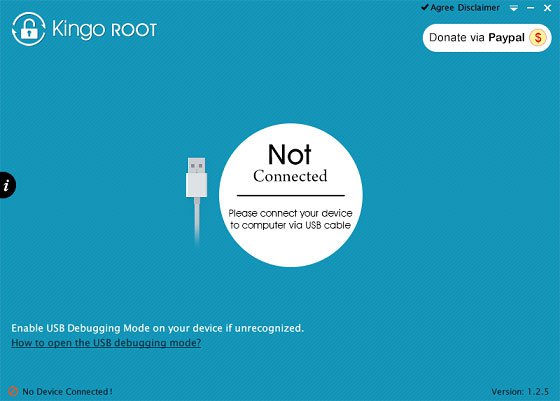 ✔Agree Disclaimer
Kingo ROOT
Donate via Paypal $
Not
Connected
i
Please connect your device
to computer via USB cable
Enable USB Debugging Mode on your device if unrecognized.
How to open the USB debugging mode?
No Device Connected!
Version: 1.2.5